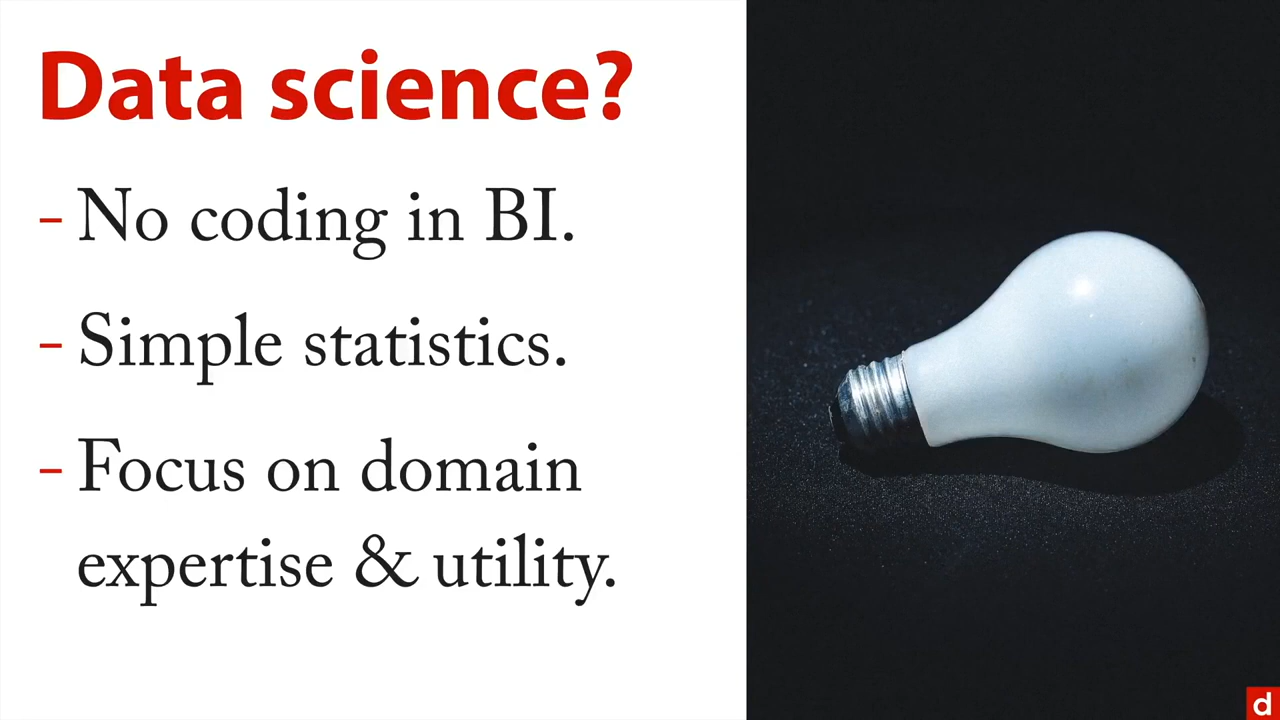 Data science?
- No coding in BI.
- Simple statistics.
- Focus on domain
expertise & utility.
d